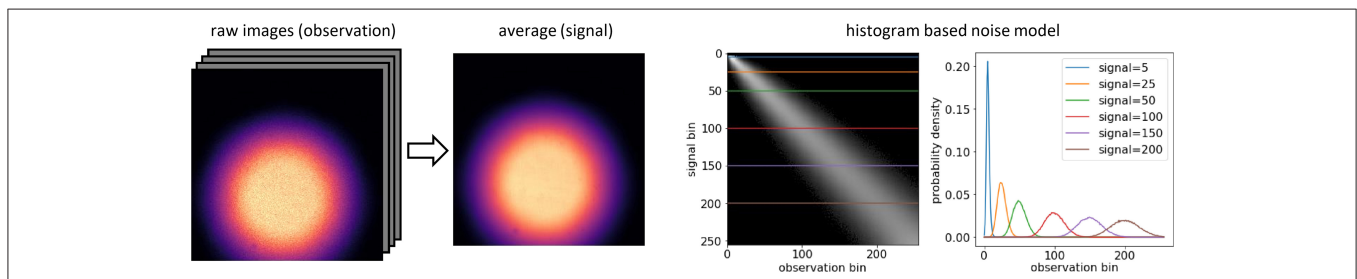 raw images (observation)
average (signal)
histogram based noise model
0
50
100
150
200
250
signal bin
0
100
200
observation bin
0.20
0.15
0.10
0.05
0.00
probability density
signal=5
signal=25
signal=50
signal=100
signal=150
signal=200
0
100
200
observation bin